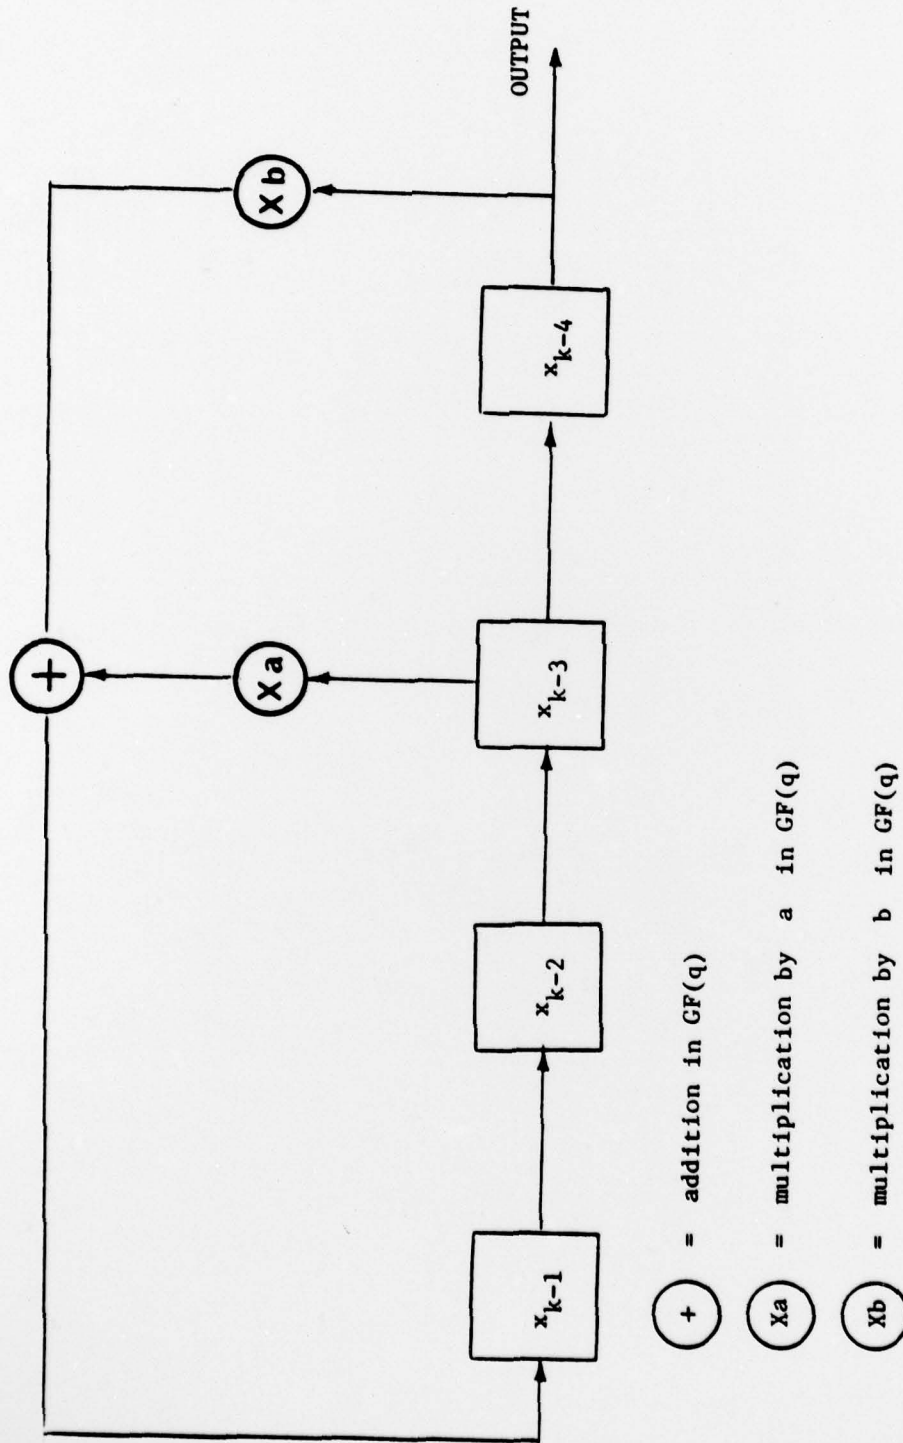 +
X a
X b
x_{k-1}
x_{k-2}
x_{k-3}
x_{k-4}
OUTPUT
+ = addition in GF(q)
Xa = multiplication by a in GF(q)
Xb = multiplication by b in GF(q)